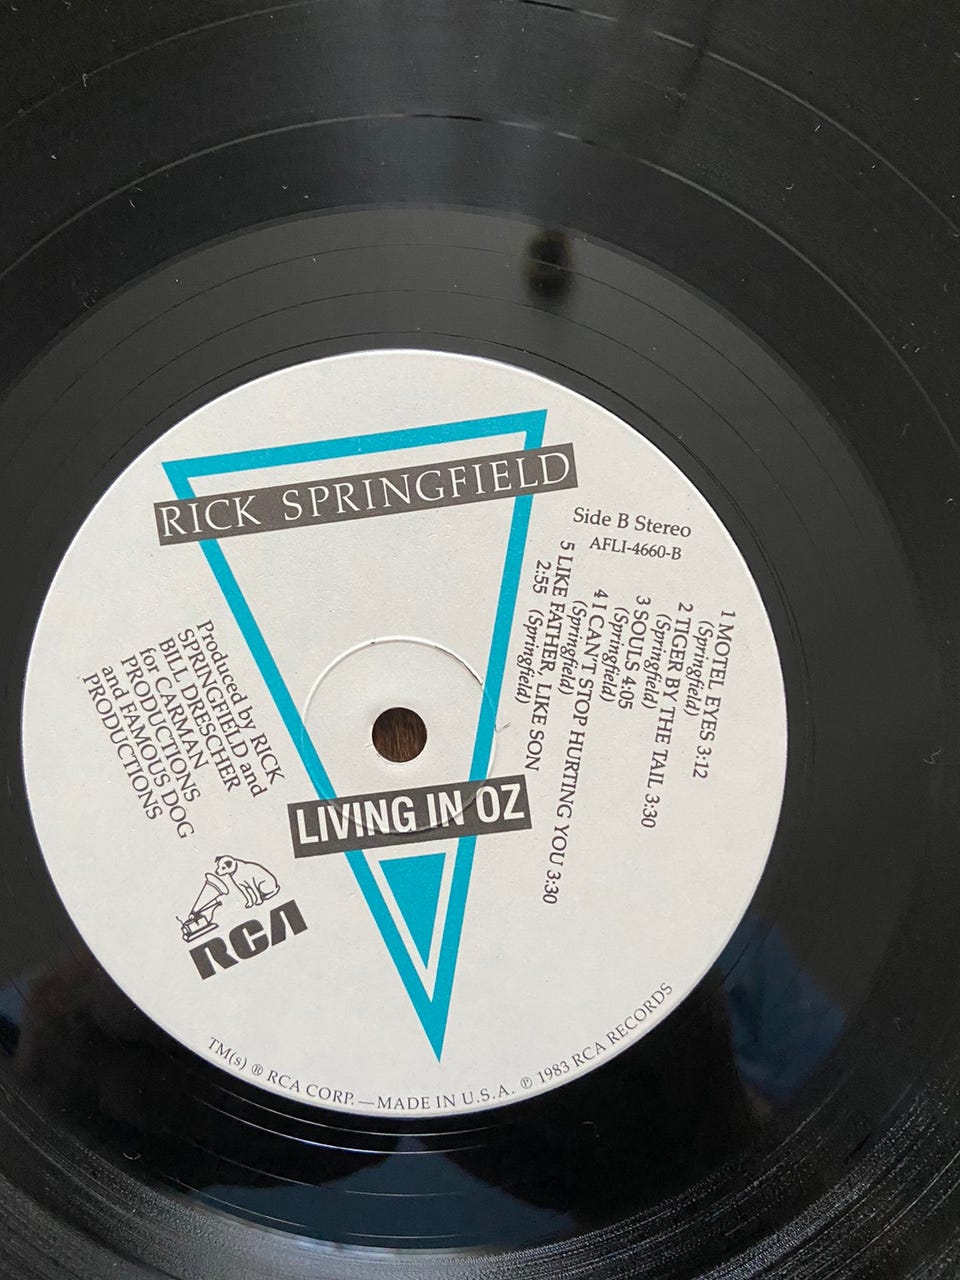 RICK SPRINGFIELD
Side B Stereo
AFLI-4660-B
1 MOTEL EYES 3:12
(Springfield)
2 TIGER BY THE TAIL 3:30
(Springfield)
3 SOULS 4:05
(Springfield)
4 I CAN'T STOP HURTING YOU 3:30
(Springfield)
5 LIKE FATHER, LIKE SON
2:55 (Springfield)
Produced by RICK
SPRINGFIELD and
BILL DRESCHER
for CARMAN
PRODUCTIONS
and FAMOUS DOG
PRODUCTIONS
LIVING IN OZ
RCA
TM(s) ® RCA CORP.—MADE IN U.S.A. ℗ 1983 RCA RECORDS